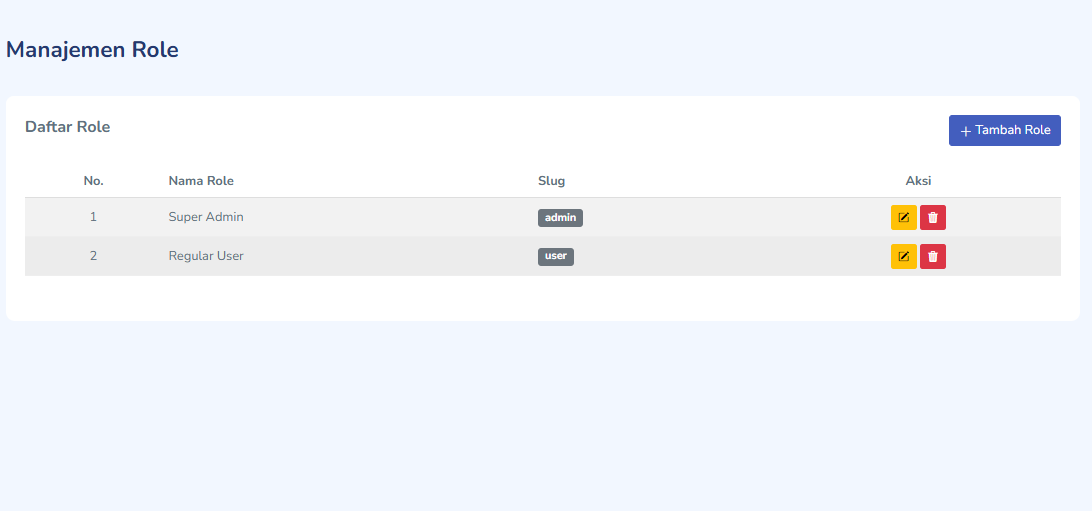 Manajemen Role
Daftar Role
+ Tambah Role
No. Nama Role Slug Aksi
1 Super Admin admin
2 Regular User user